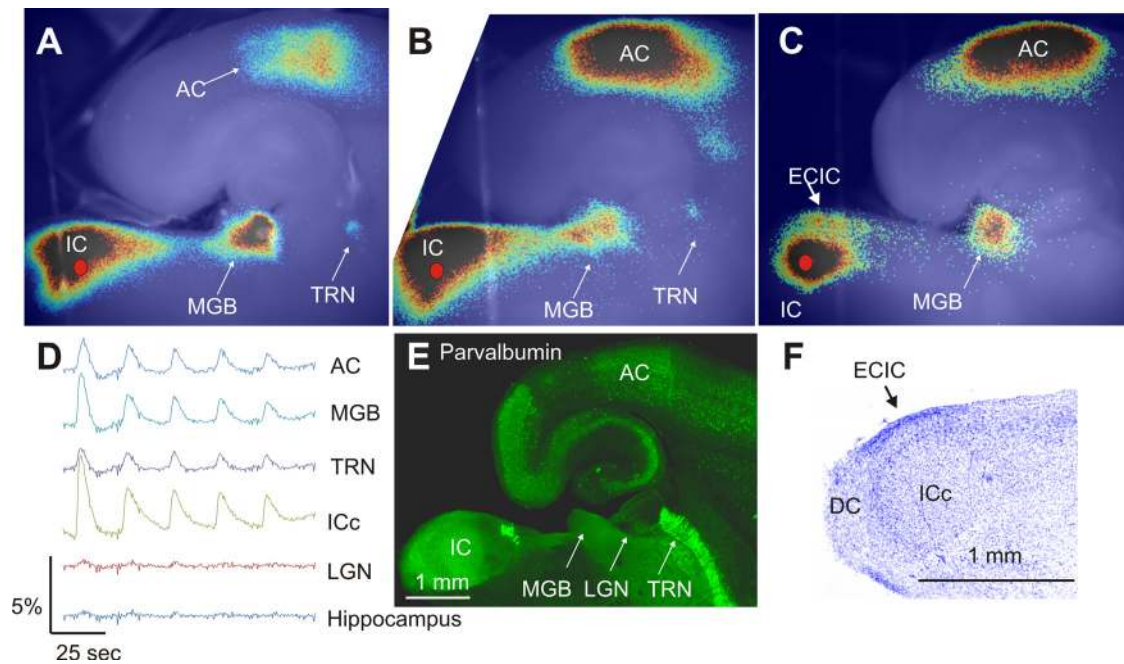 A
AC
IC
MGB
TRN
B
AC
IC
MGB
TRN
C
AC
ECIC
MGB
IC
D
AC
MGB
TRN
ICc
LGN
Hippocampus
5%
25 sec
E
Parvalbumin
AC
IC
1 mm
MGB
LGN
TRN
F
ECIC
DC
ICc
1 mm